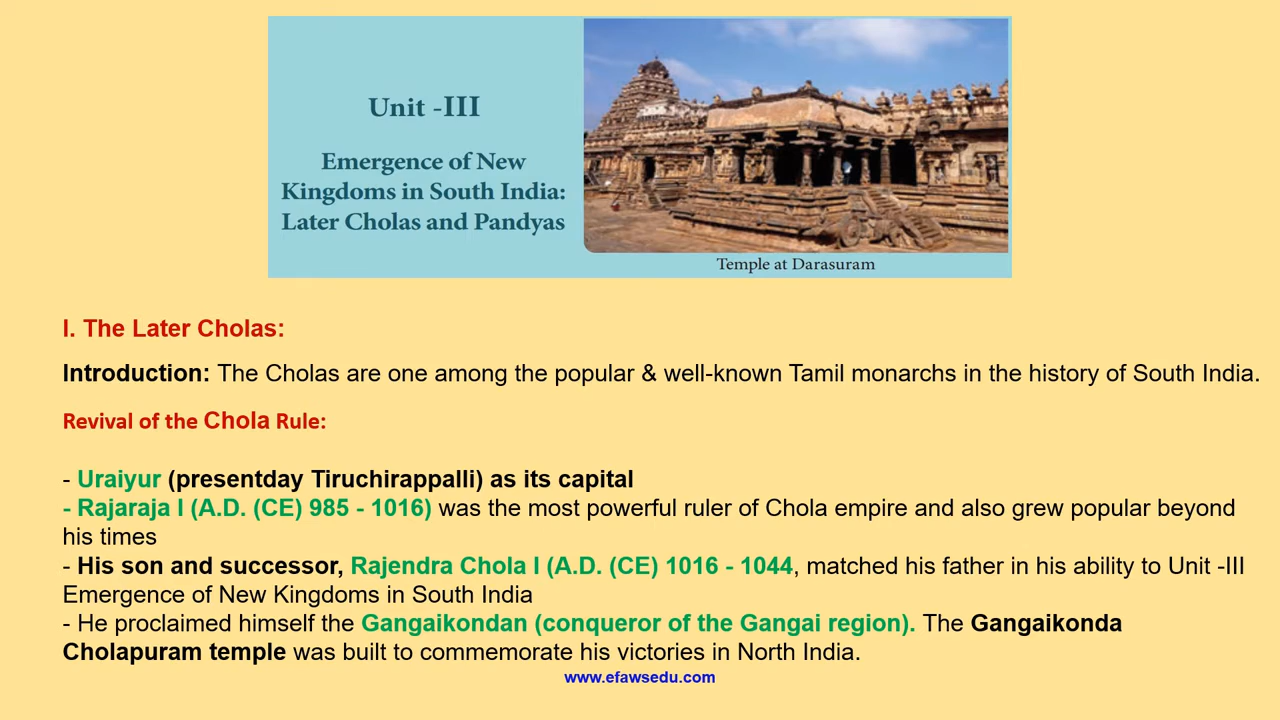 Unit -III
Emergence of New
Kingdoms in South India:
Later Cholas and Pandyas
Temple at Darasuram
I. The Later Cholas:
Introduction: The Cholas are one among the popular & well-known Tamil monarchs in the history of South India.
Revival of the Chola Rule:
- Uraiyur (presentday Tiruchirappalli) as its capital
- Rajaraja I (A.D. (CE) 985 - 1016) was the most powerful ruler of Chola empire and also grew popular beyond
his times
- His son and successor, Rajendra Chola I (A.D. (CE) 1016 - 1044, matched his father in his ability to Unit -III
Emergence of New Kingdoms in South India
- He proclaimed himself the Gangaikondan (conqueror of the Gangai region). The Gangaikonda
Cholapuram temple was built to commemorate his victories in North India.
www.efawsedu.com